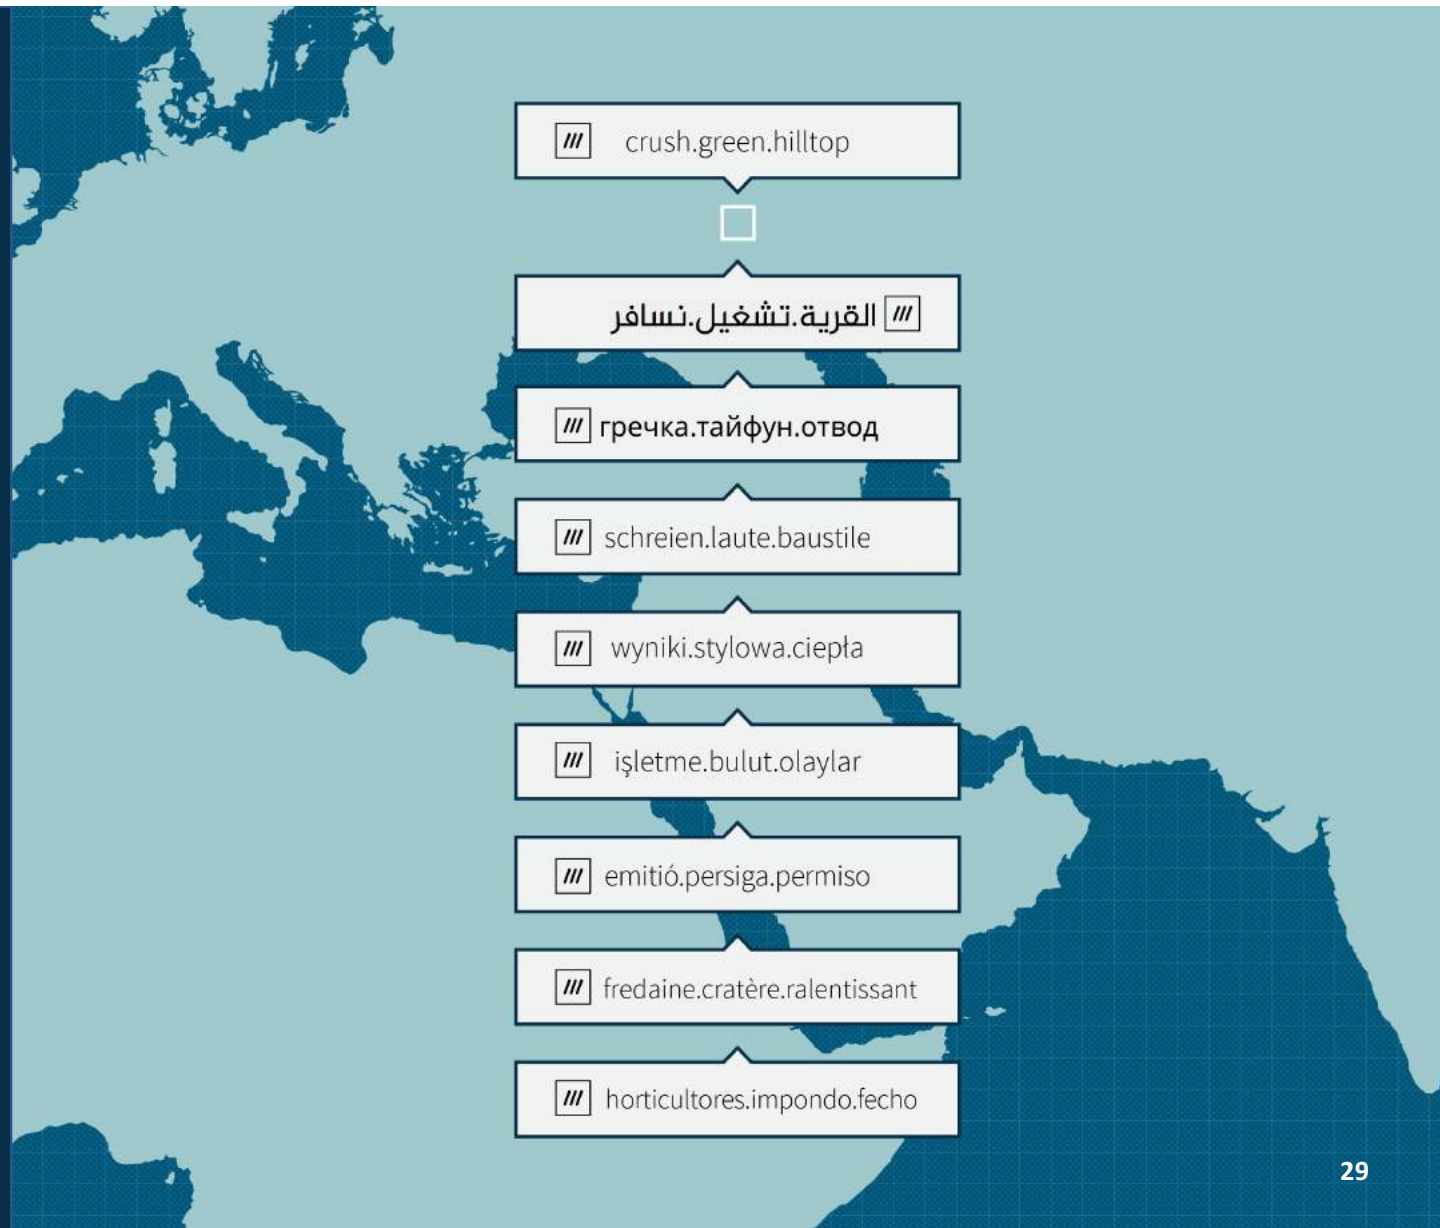 /// crush.green.hilltop
/// القرية.تشغيل.نسافر
/// гречка.тайфун.отвод
/// schreien.laute.baustile
/// wyniki.stylowa.ciepła
/// işletme.bulut.olaylar
/// emitió.persiga.permiso
/// fredaine.cratère.ralentissant
/// horticultores.impondo.fecho
29